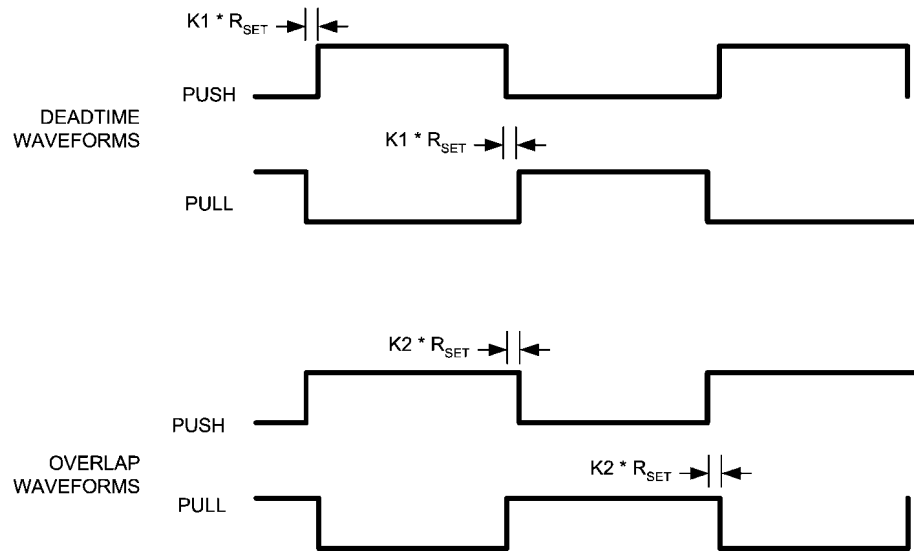 K1 * RSET
PUSH
DEADTIME
WAVEFORMS
K1 * RSET
PULL
K2 * RSET
PUSH
OVERLAP
WAVEFORMS
K2 * RSET
PULL